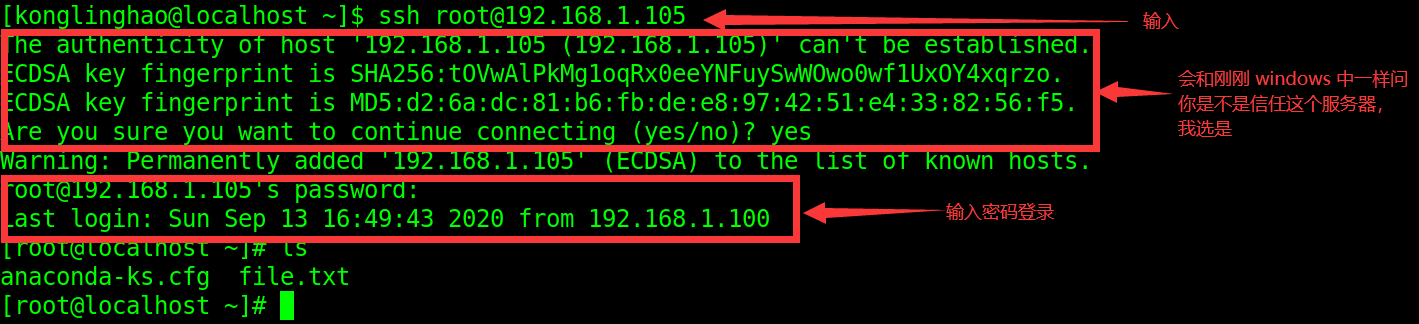 [konglinghao@localhost ~]$ ssh root@192.168.1.105
输入
The authenticity of host '192.168.1.105 (192.168.1.105)' can't be established.
ECDSA key fingerprint is SHA256:tOVwAlPkMg1oqRx0eeYNFuySwWOwo0wf1UxOY4xqrzo.
ECDSA key fingerprint is MD5:d2:6a:dc:81:b6:fb:de:e8:97:42:51:e4:33:82:56:f5.
Are you sure you want to continue connecting (yes/no)? yes
会和刚刚 windows 中一样问
你是不是信任这个服务器，
我选是
Warning: Permanently added '192.168.1.105' (ECDSA) to the list of known hosts.
root@192.168.1.105's password:
Last login: Sun Sep 13 16:49:43 2020 from 192.168.1.100
输入密码登录
[root@localhost ~]# ls
anaconda-ks.cfg  file.txt
[root@localhost ~]#